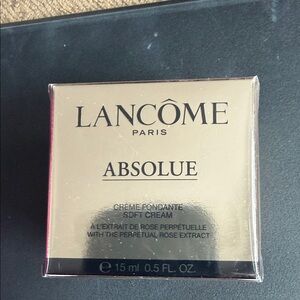 LANCÔME
PARIS
ABSOLUE
CRÈME FONDANTE
SOFT CREAM
À L'EXTRAIT DE ROSE PERPÉTUELLE
WITH THE PERPETUAL ROSE EXTRACT
℮ 15 ml 0.5 FL. OZ.